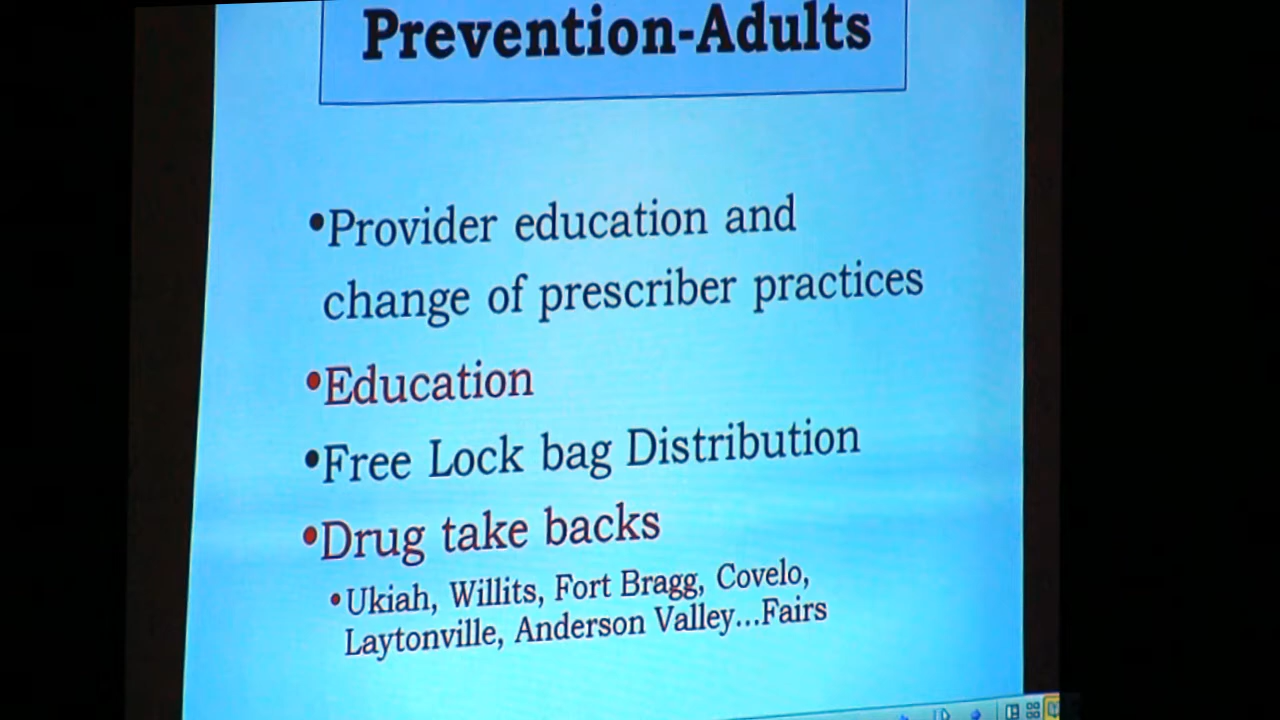 Prevention-Adults
•Provider education and
change of prescriber practices
•Education
•Free Lock bag Distribution
•Drug take backs
•Ukiah, Willits, Fort Bragg, Covelo,
Laytonville, Anderson Valley...Fairs